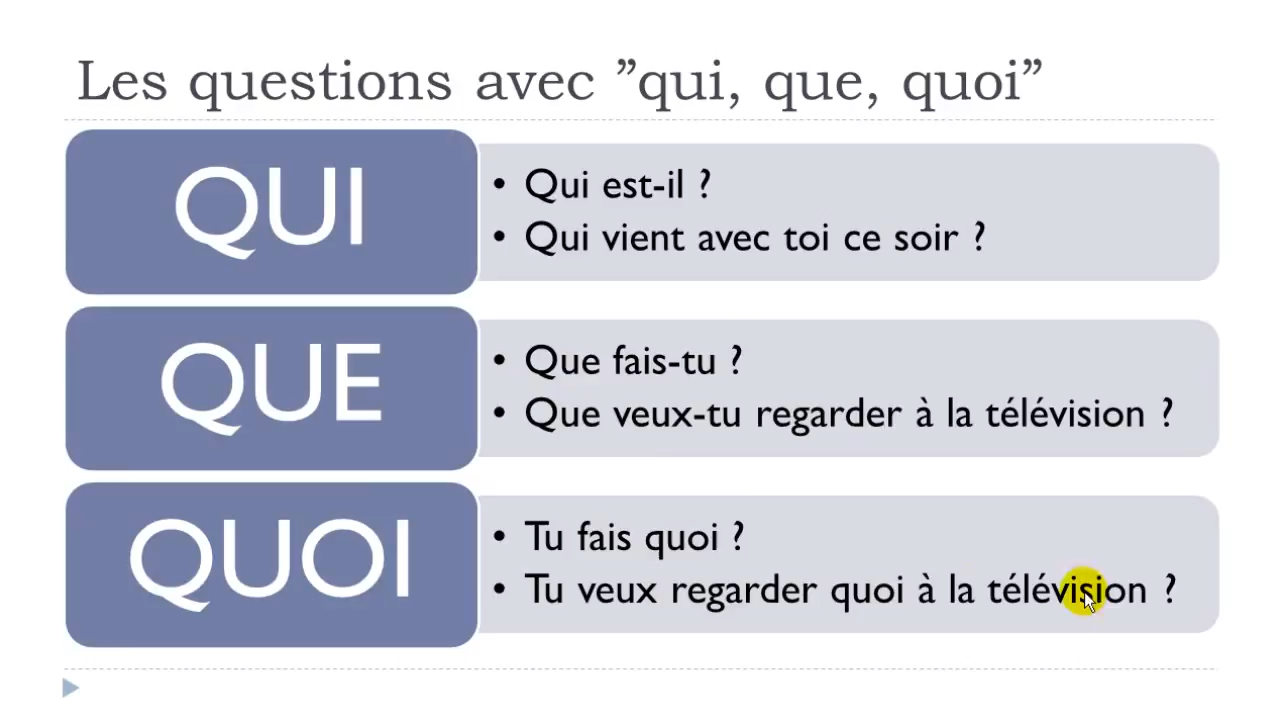 Les questions avec ”qui, que, quoi”
QUI
• Qui est-il ?
• Qui vient avec toi ce soir ?
QUE
• Que fais-tu ?
• Que veux-tu regarder à la télévision ?
QUOI
• Tu fais quoi ?
• Tu veux regarder quoi à la télévision ?